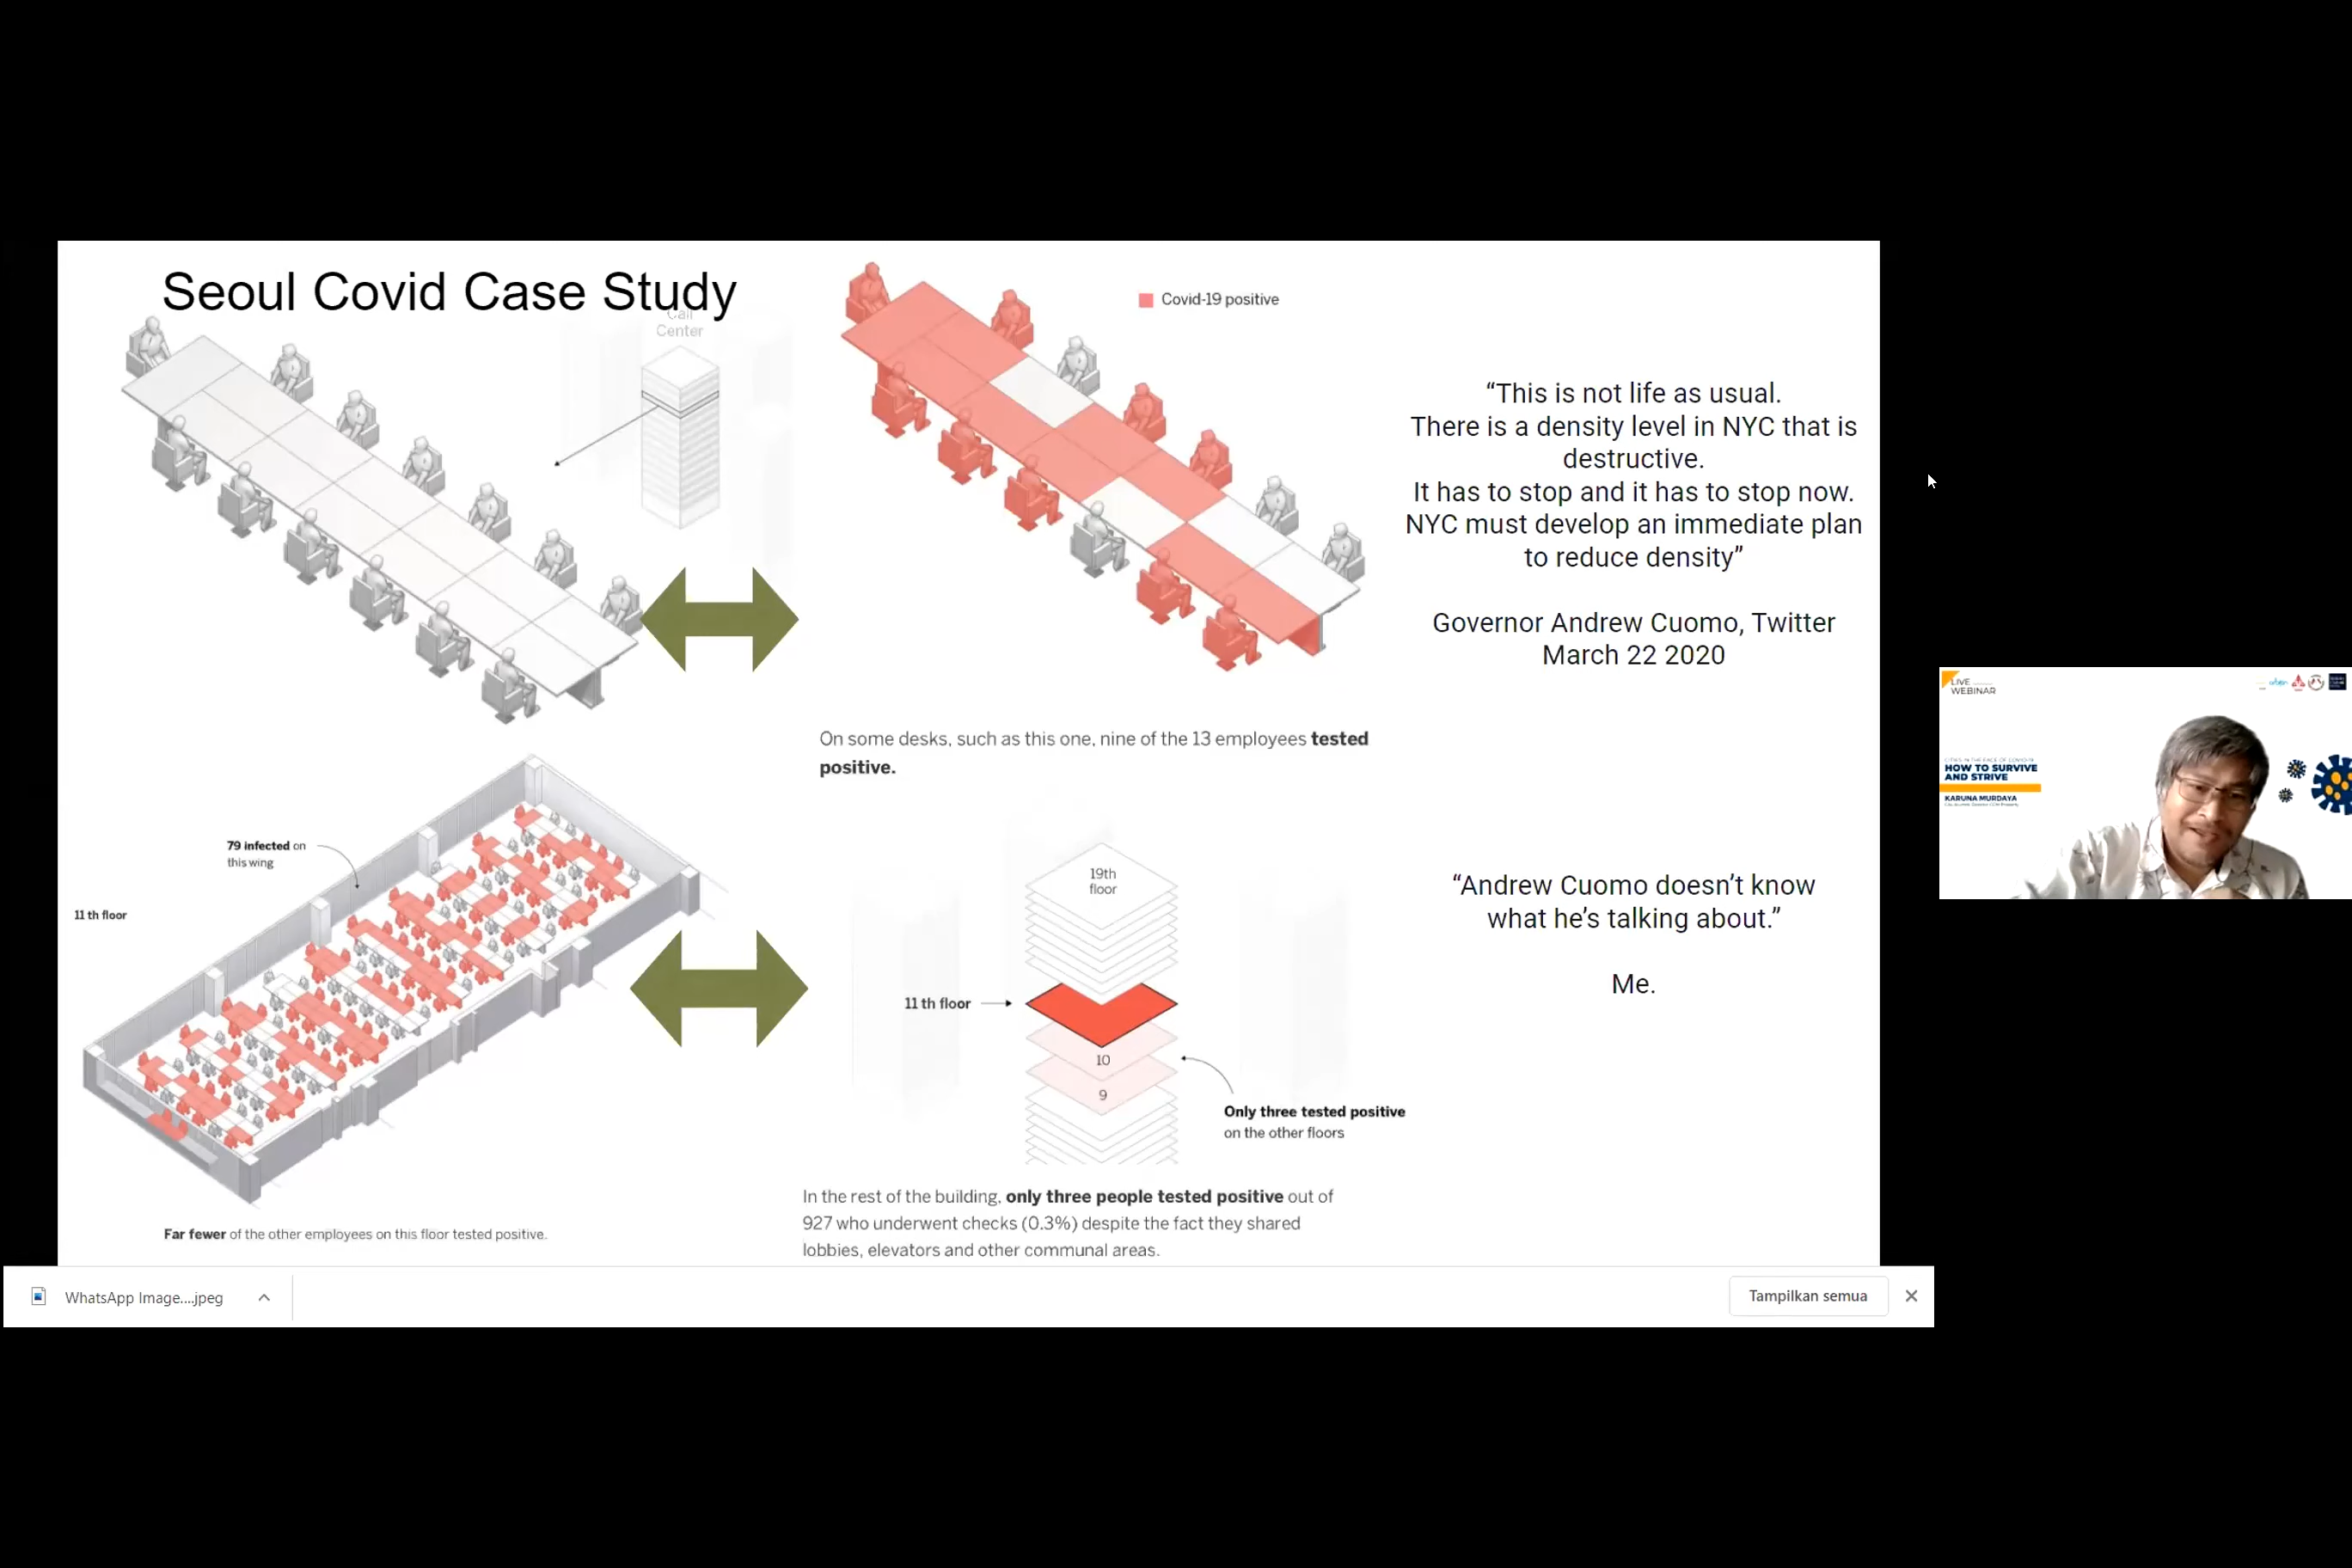 Seoul Covid Case Study
Call
Center
Covid-19 positive
On some desks, such as this one, nine of the 13 employees tested
positive.
79 infected on
this wing
11 th floor
Far fewer of the other employees on this floor tested positive.
19th
floor
11 th floor
10
9
Only three tested positive
on the other floors
In the rest of the building, only three people tested positive out of
927 who underwent checks (0.3%) despite the fact they shared
lobbies, elevators and other communal areas.
“This is not life as usual.
There is a density level in NYC that is
destructive.
It has to stop and it has to stop now.
NYC must develop an immediate plan
to reduce density”
Governor Andrew Cuomo, Twitter
March 22 2020
“Andrew Cuomo doesn’t know
what he’s talking about.”
Me.
LIVE
WEBINAR
CITIES IN THE FACE OF COVID-19
HOW TO SURVIVE
AND STRIVE
KARUNA MURDAYA
WhatsApp Image....jpeg
Tampilkan semua